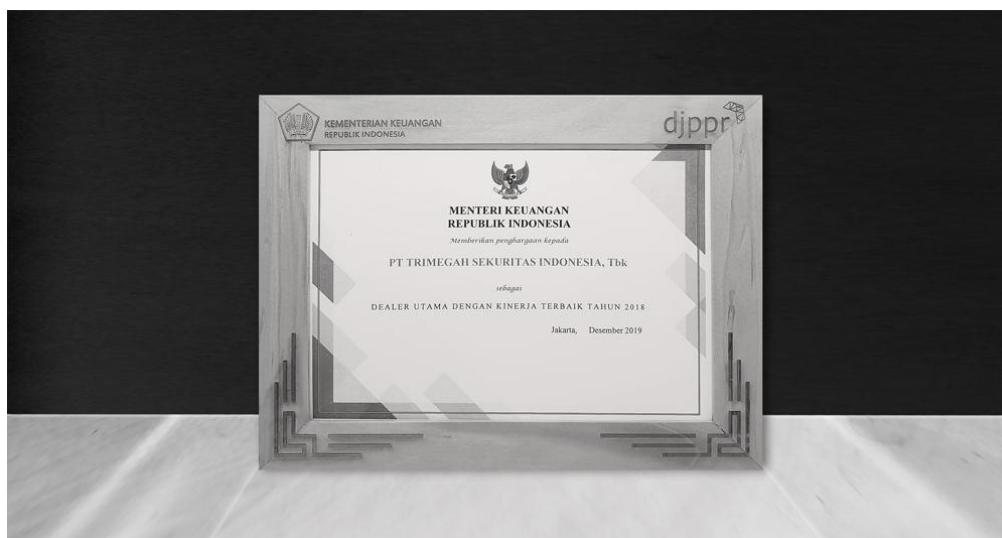 KEMENTERIAN KEUANGAN
REPUBLIK INDONESIA
djppr
MENTERI KEUANGAN
REPUBLIK INDONESIA
Memberikan penghargaan kepada
PT TRIMEGAH SEKURITAS INDONESIA, Tbk
sebagas
DEALER UTAMA DENGAN KINERJA TERBAIK TAHUN 2018
Jakarta, Desember 2019